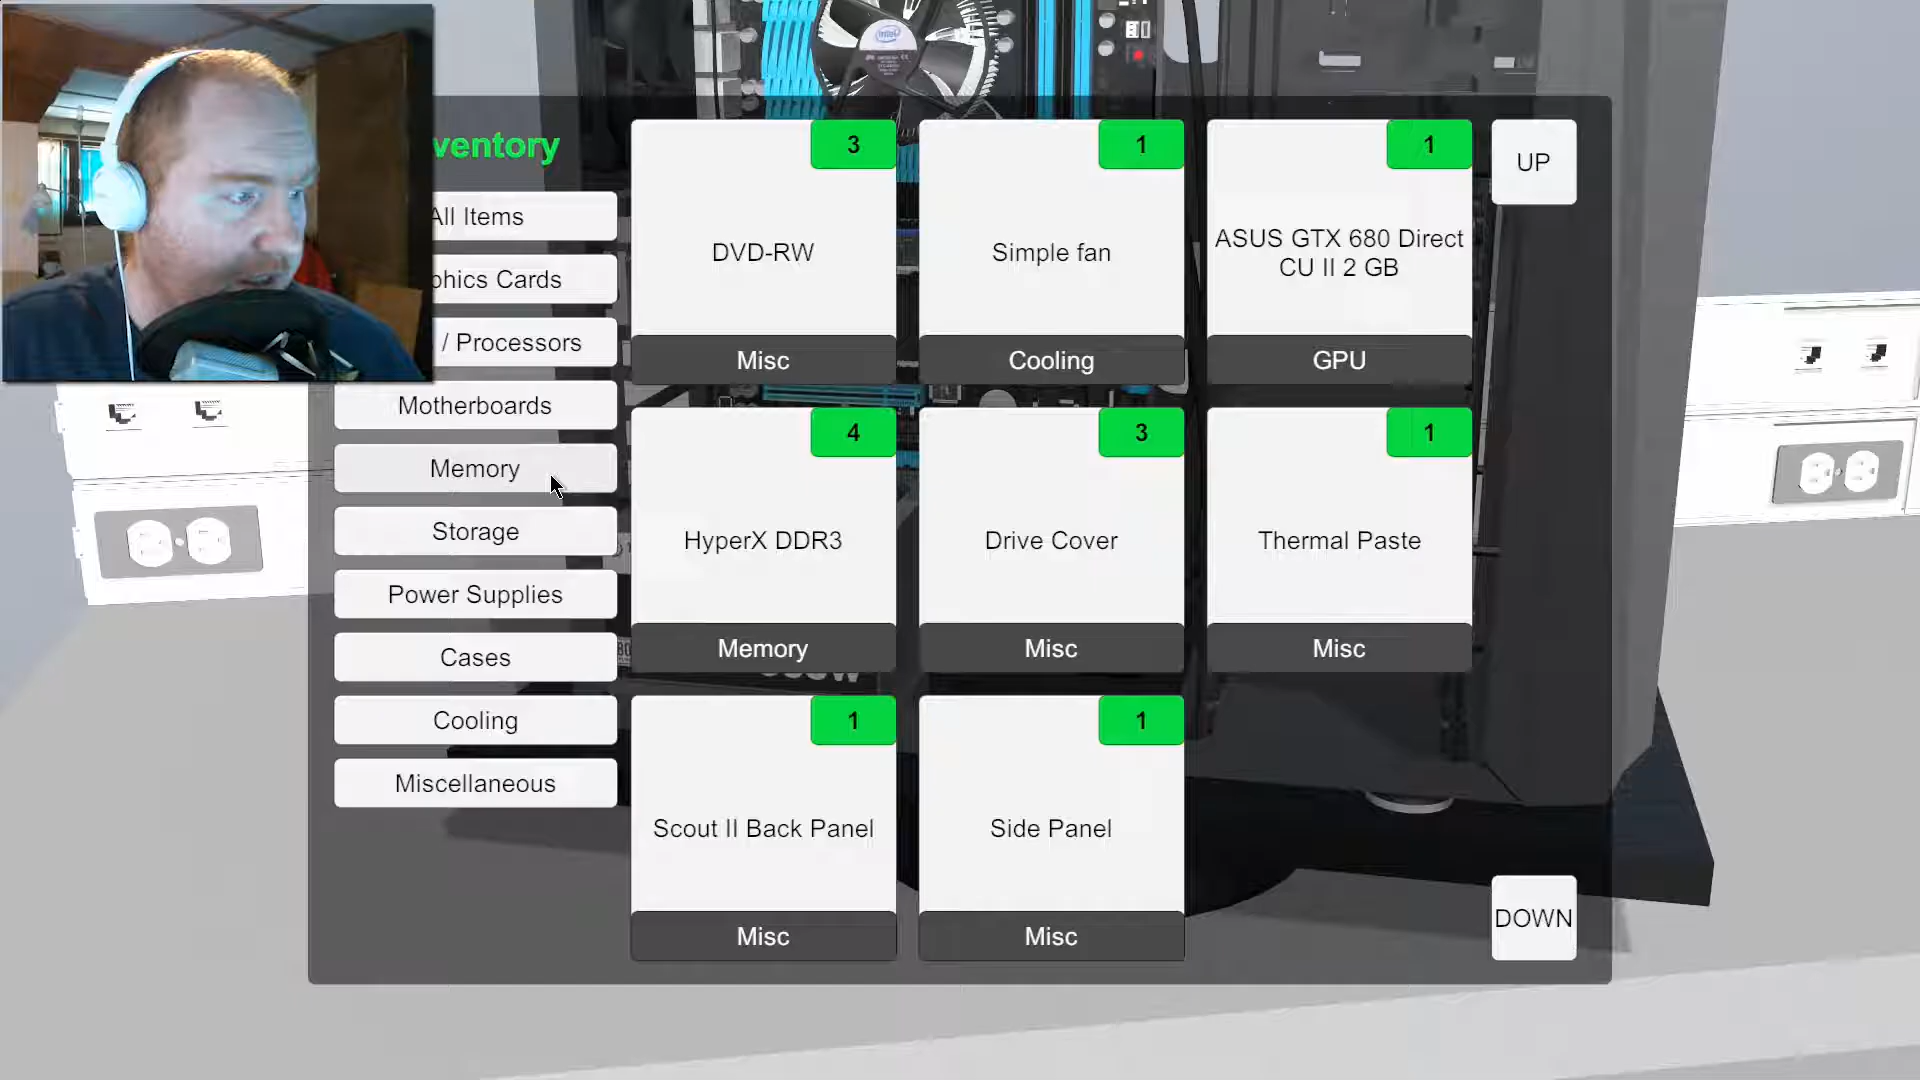 intel
ventory
All Items
phics Cards
/ Processors
Motherboards
Memory
Storage
Power Supplies
Cases
Cooling
Miscellaneous
3
DVD-RW
Misc
1
Simple fan
Cooling
1
ASUS GTX 680 Direct
CU II 2 GB
GPU
4
HyperX DDR3
Memory
3
Drive Cover
Misc
1
Thermal Paste
Misc
1
Scout II Back Panel
Misc
1
Side Panel
Misc
UP
DOWN